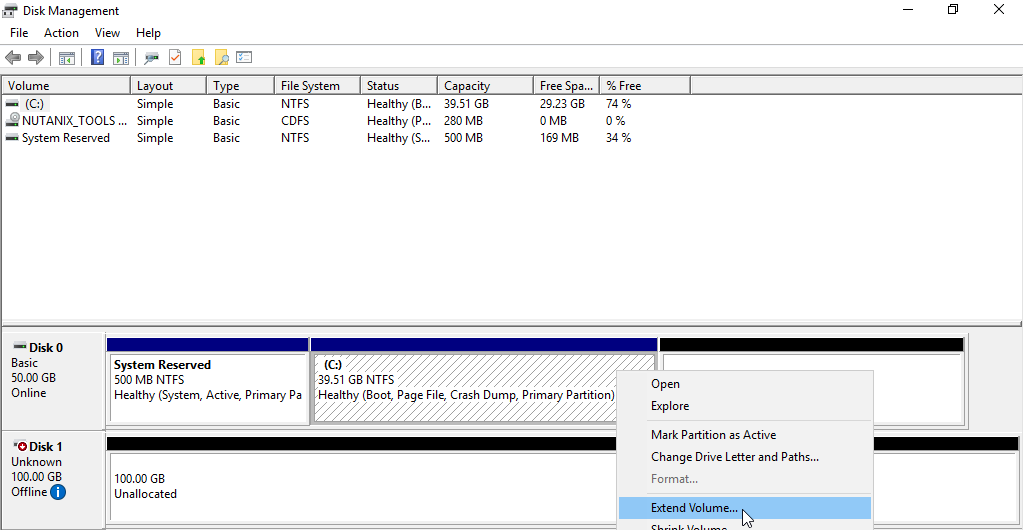 Disk Management
File Action View Help
Volume Layout Type File System Status Capacity Free Spa... % Free
(C:) Simple Basic NTFS Healthy (B... 39.51 GB 29.23 GB 74 %
NUTANIX_TOOLS ... Simple Basic CDFS Healthy (P... 280 MB 0 MB 0 %
System Reserved Simple Basic NTFS Healthy (S... 500 MB 169 MB 34 %
Disk 0
Basic
50.00 GB
Online
System Reserved
500 MB NTFS
Healthy (System, Active, Primary Pa
(C:)
39.51 GB NTFS
Healthy (Boot, Page File, Crash Dump, Primary Partition)
Open
Explore
Mark Partition as Active
Change Drive Letter and Paths...
Format...
Extend Volume...
Shrink Volume
Disk 1
Unknown
100.00 GB
Offline
100.00 GB
Unallocated